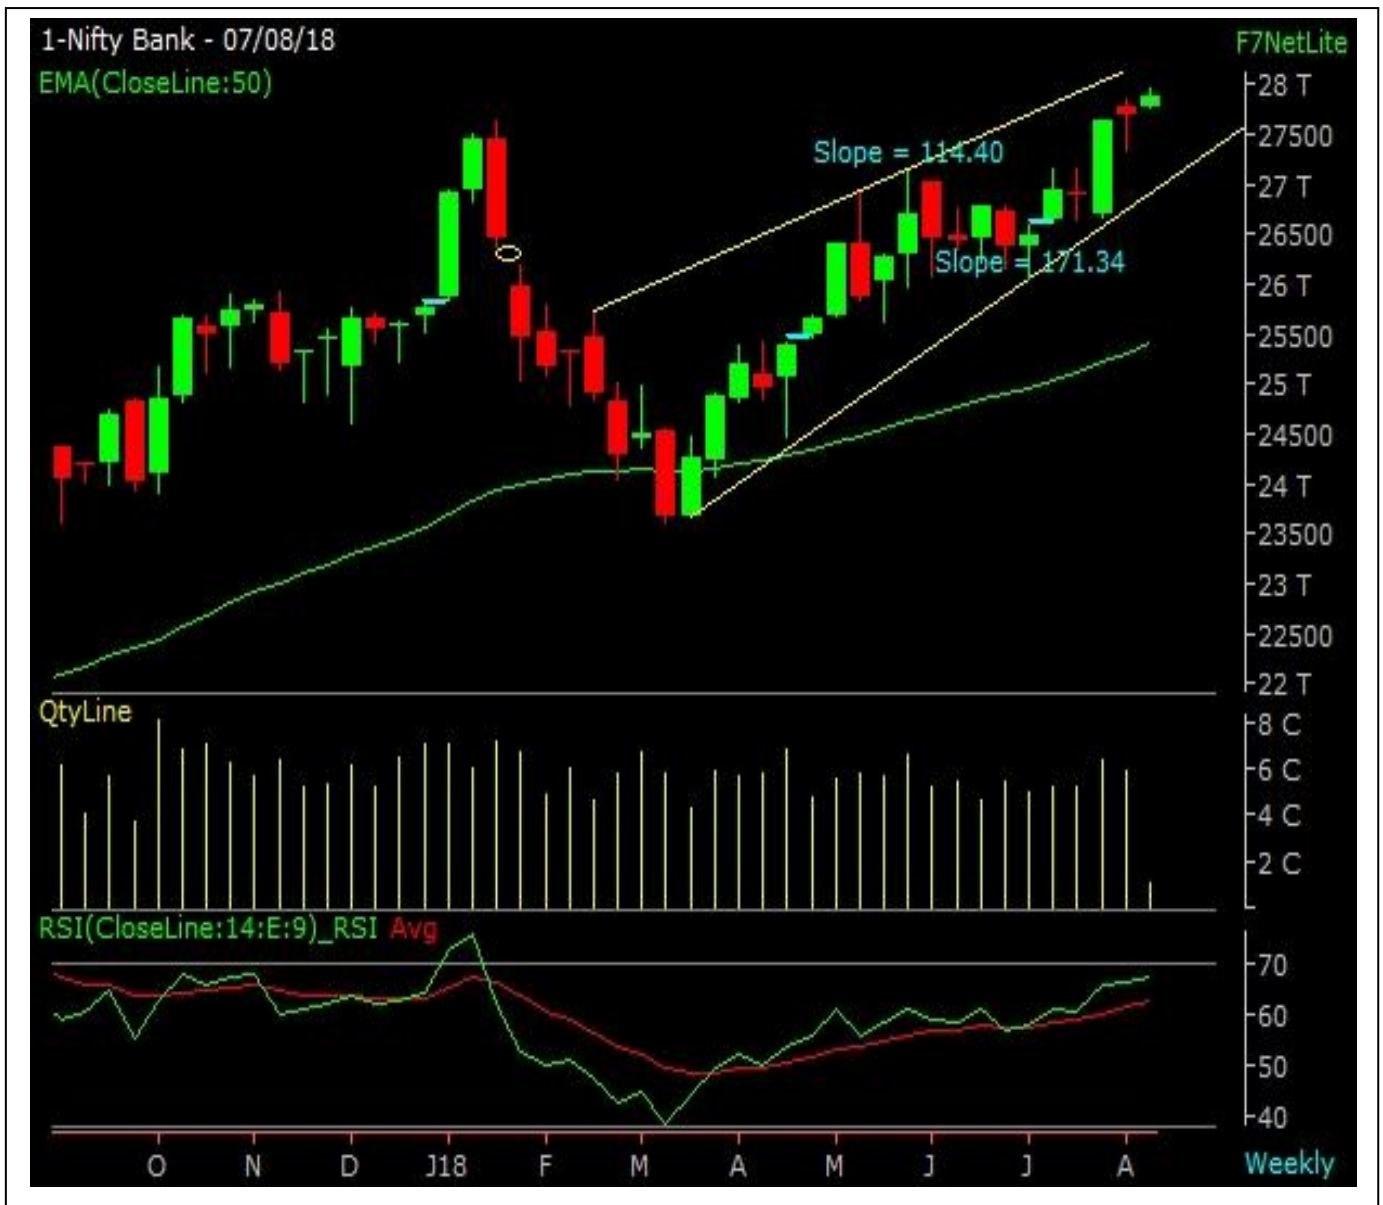 1-Nifty Bank - 07/08/18
F7NetLite
EMA(CloseLine:50)
28 T
27500
Slope = 114.40
27 T
26500
Slope = 171.34
26 T
25500
25 T
24500
24 T
23500
23 T
22500
22 T
QtyLine
8 C
6 C
4 C
2 C
RSI(CloseLine:14:E:9)_RSI Avg
70
60
50
40
O N D J18 F M A M J J A
Weekly